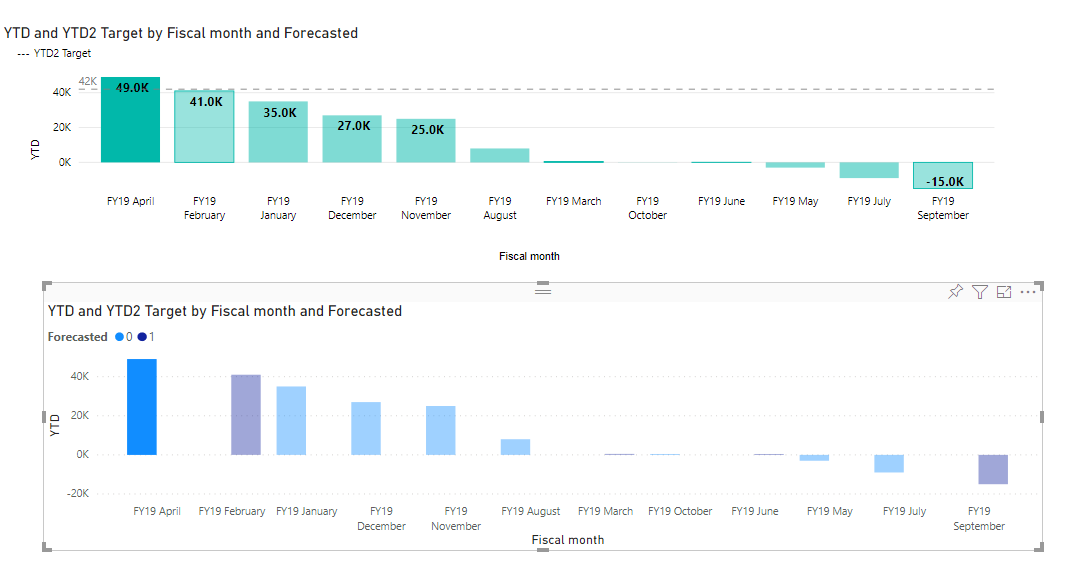 YTD and YTD2 Target by Fiscal month and Forecasted
--- YTD2 Target
42K
40K
20K
0K
YTD
49.0K
41.0K
35.0K
27.0K
25.0K
-15.0K
FY19 April
FY19 February
FY19 January
FY19 December
FY19 November
FY19 August
FY19 March
FY19 October
FY19 June
FY19 May
FY19 July
FY19 September
Fiscal month
YTD and YTD2 Target by Fiscal month and Forecasted
Forecasted 0 1
40K
20K
0K
-20K
YTD
FY19 April
FY19 February
FY19 January
FY19 December
FY19 November
FY19 August
FY19 March
FY19 October
FY19 June
FY19 May
FY19 July
FY19 September
Fiscal month